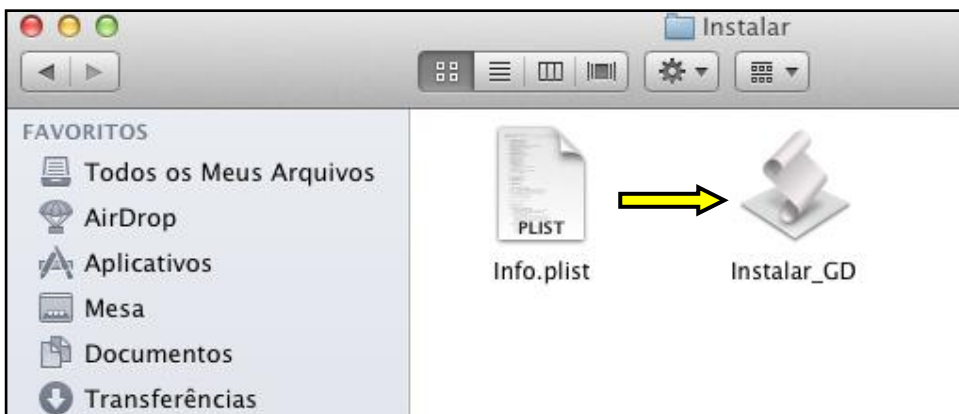 Instalar
FAVORITOS
Todos os Meus Arquivos
AirDrop
Aplicativos
Mesa
Documentos
Transferências
PLIST
Info.plist
Instalar_GD